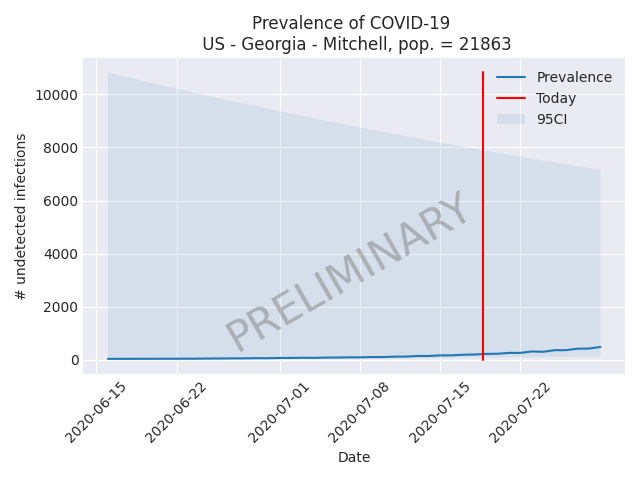 Prevalence of COVID-19
US - Georgia - Mitchell, pop. = 21863
Prevalence
Today
95CI
# undetected infections
10000
8000
6000
4000
2000
0
PRELIMINARY
2020-06-15
2020-06-22
2020-07-01
2020-07-08
2020-07-15
2020-07-22
Date